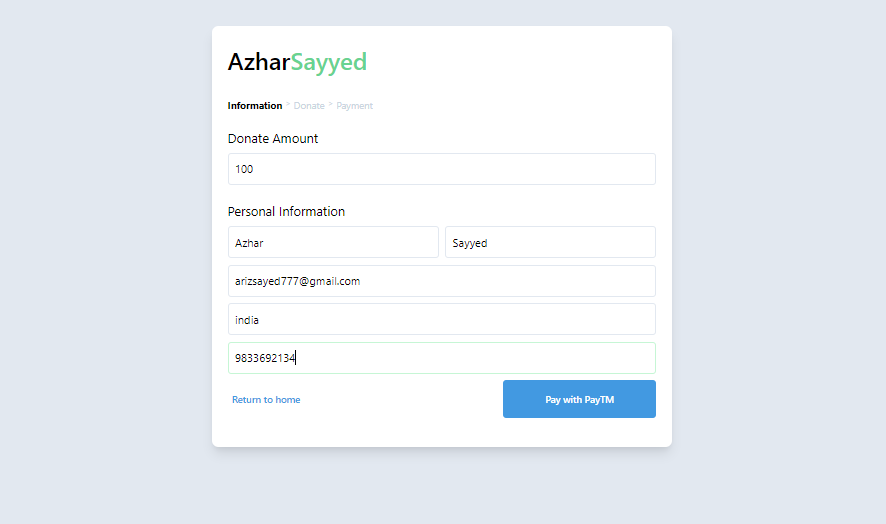 AzharSayyed
Information > Donate > Payment
Donate Amount
100
Personal Information
Azhar Sayyed
arizsayed777@gmail.com
india
9833692134
Return to home Pay with PayTM